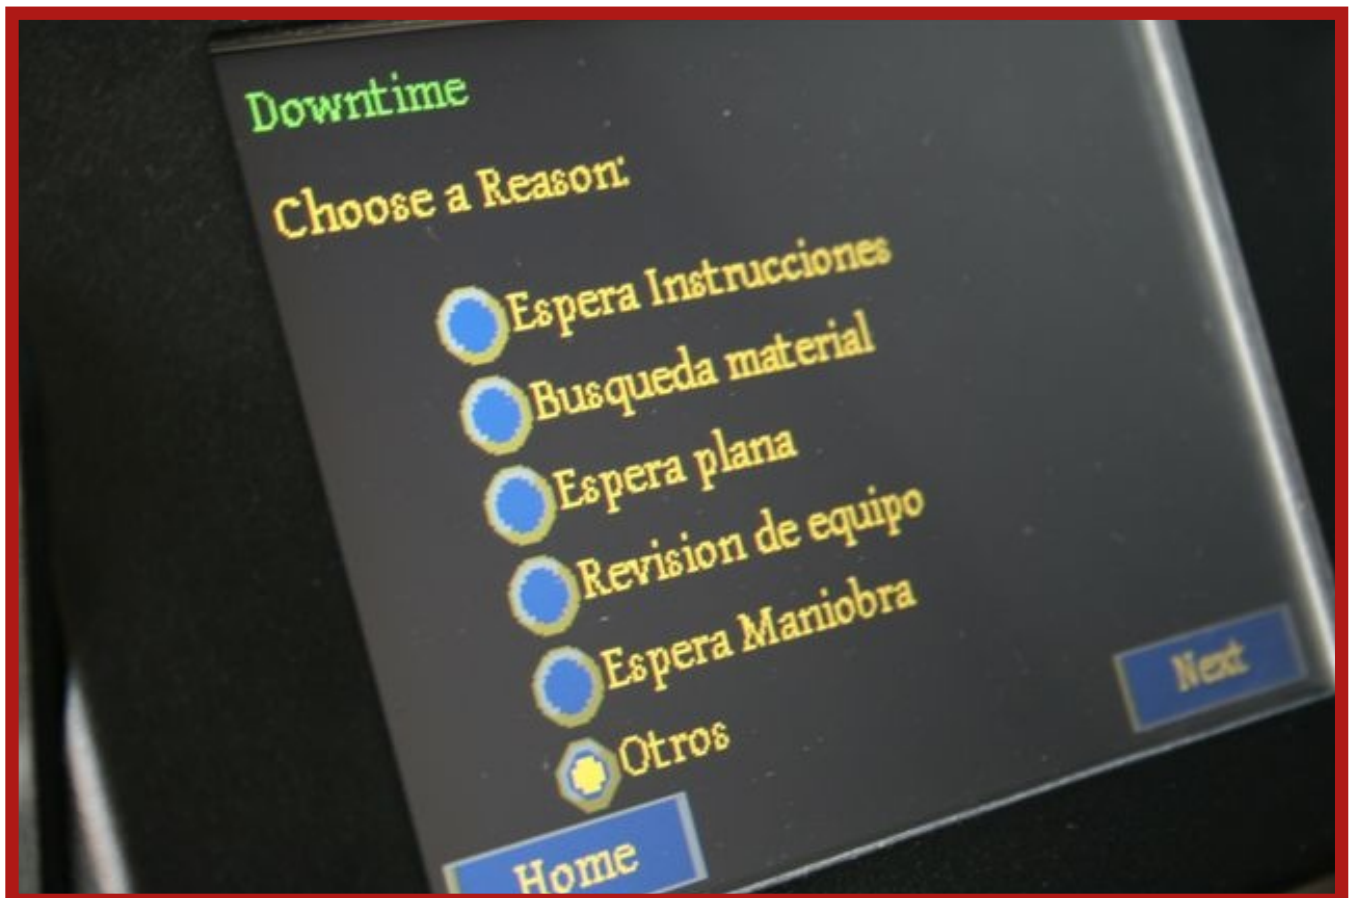 Downtime
Choose a Reason:
Espera Instrucciones
Busqueda material
Espera plana
Revision de equipo
Espera Maniobra
Otros
Next
Home